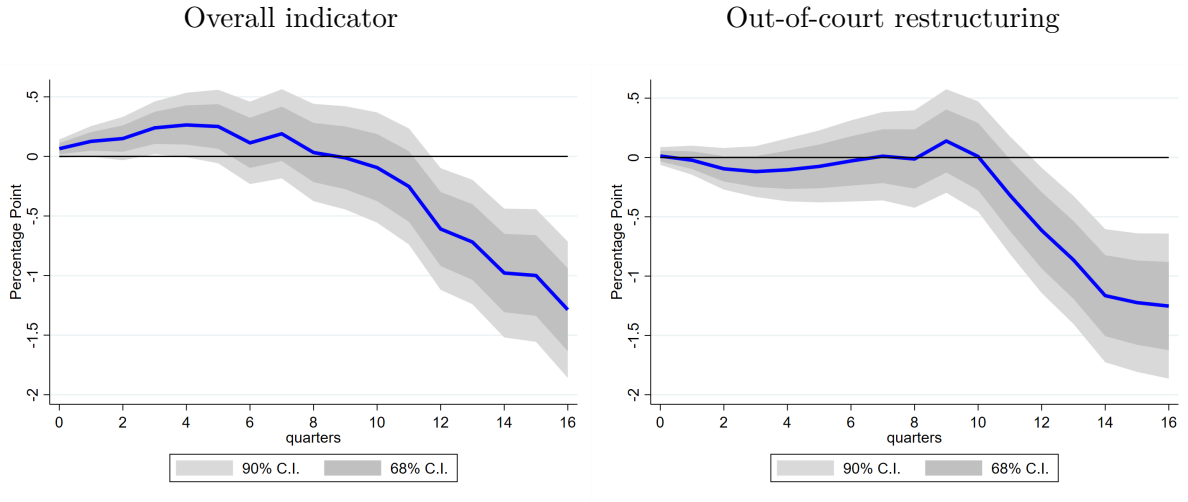 Overall indicator
Percentage Point
.5
0
-.5
-1
-1.5
-2
0 2 4 6 8 10 12 14 16
quarters
90% C.I. 68% C.I.
Out-of-court restructuring
Percentage Point
.5
0
-.5
-1
-1.5
-2
0 2 4 6 8 10 12 14 16
quarters
90% C.I. 68% C.I.